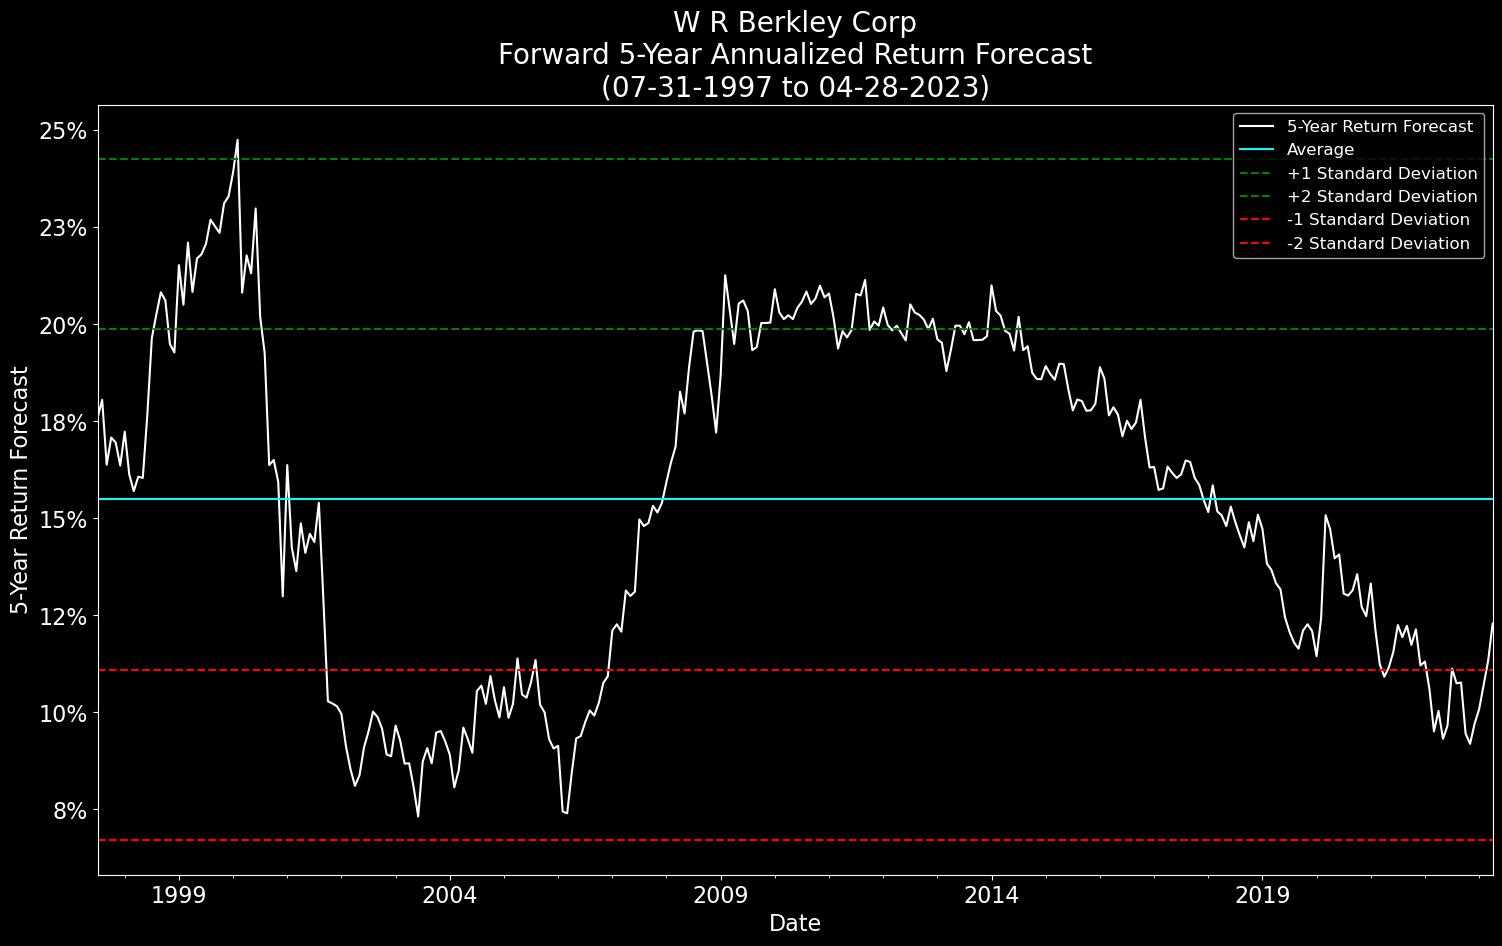 W R Berkley Corp
Forward 5-Year Annualized Return Forecast
(07-31-1997 to 04-28-2023)
5-Year Return Forecast
Average
+1 Standard Deviation
+2 Standard Deviation
-1 Standard Deviation
-2 Standard Deviation
25%
23%
20%
18%
15%
12%
10%
8%
5-Year Return Forecast
1999
2004
2009
2014
2019
Date